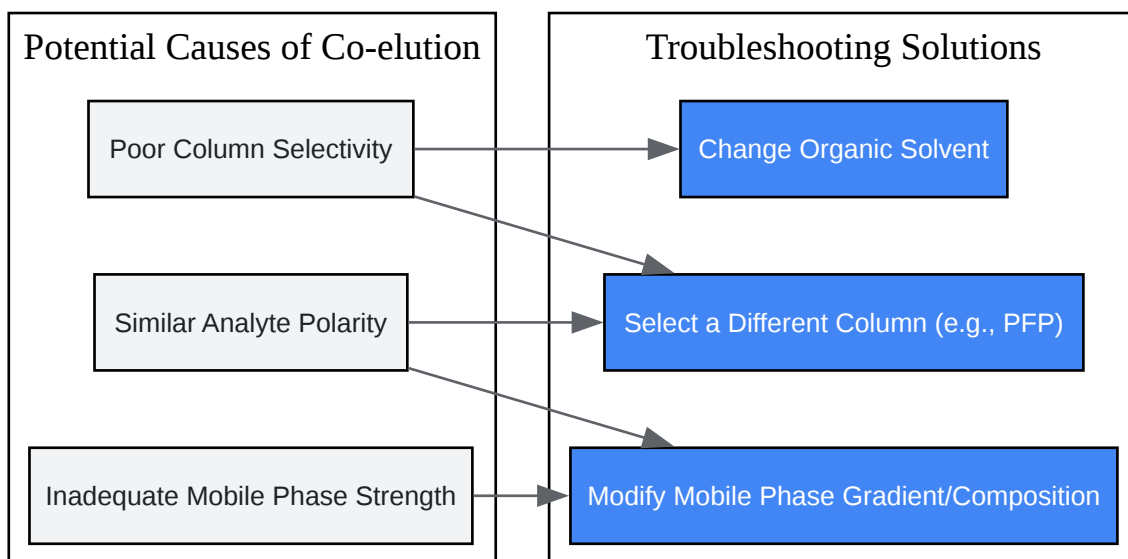 Potential Causes of Co-elution
Poor Column Selectivity
Similar Analyte Polarity
Inadequate Mobile Phase Strength
Troubleshooting Solutions
Change Organic Solvent
Select a Different Column (e.g., PFP)
Modify Mobile Phase Gradient/Composition